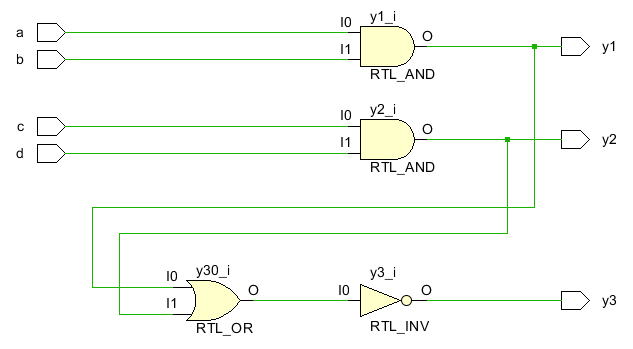 y1_i
a I0 O y1
b I1
RTL_AND
y2_i
c I0 O y2
d I1
RTL_AND
y30_i y3_i
I0 O I0 O y3
I1
RTL_OR RTL_INV